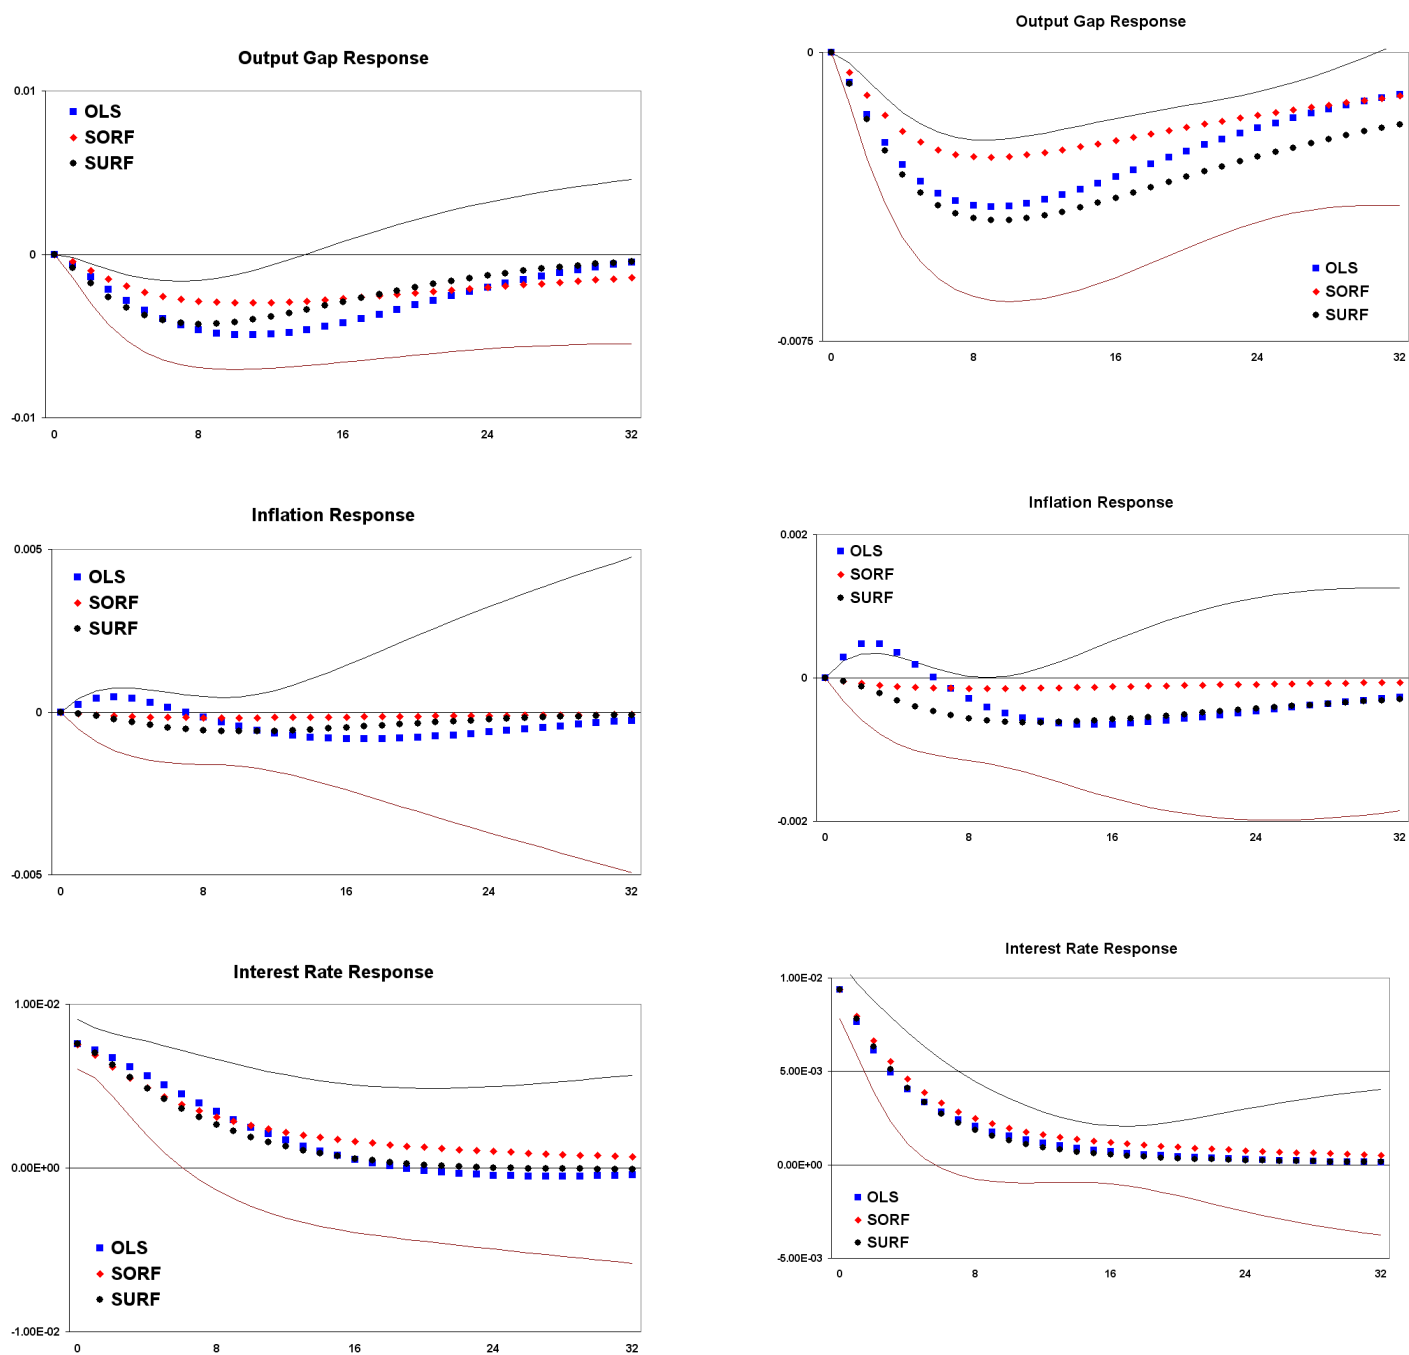 Output Gap Response
0.01
OLS
SORF
SURF
0
-0.01
0 8 16 24 32
Output Gap Response
0
OLS
SORF
SURF
-0.0075
0 8 16 24 32
Inflation Response
0.005
OLS
SORF
SURF
0
-0.005
0 8 16 24 32
Inflation Response
0.002
OLS
SORF
SURF
0
-0.002
0 8 16 24 32
Interest Rate Response
1.00E-02
0.00E+00
OLS
SORF
SURF
-1.00E-02
0 8 16 24 32
Interest Rate Response
1.00E-02
5.00E-03
0.00E+00
OLS
SORF
SURF
-5.00E-03
0 8 16 24 32